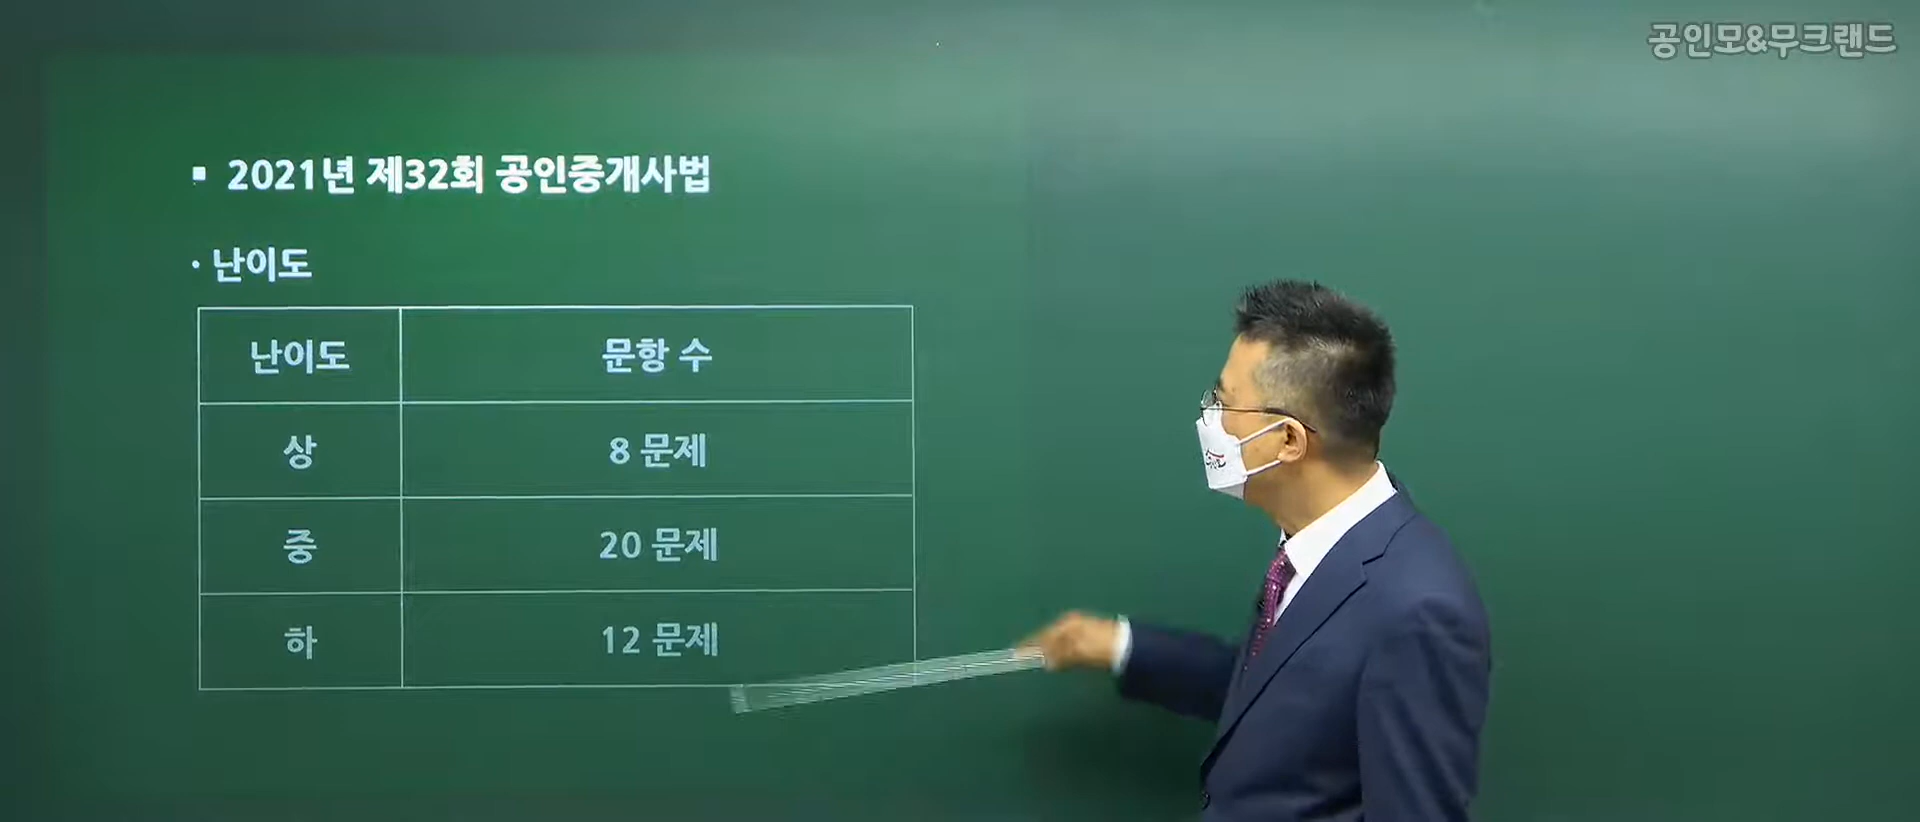 공인모&무크랜드
▪ 2021년 제32회 공인중개사법
· 난이도
난이도 문항 수
상 8 문제
중 20 문제
하 12 문제